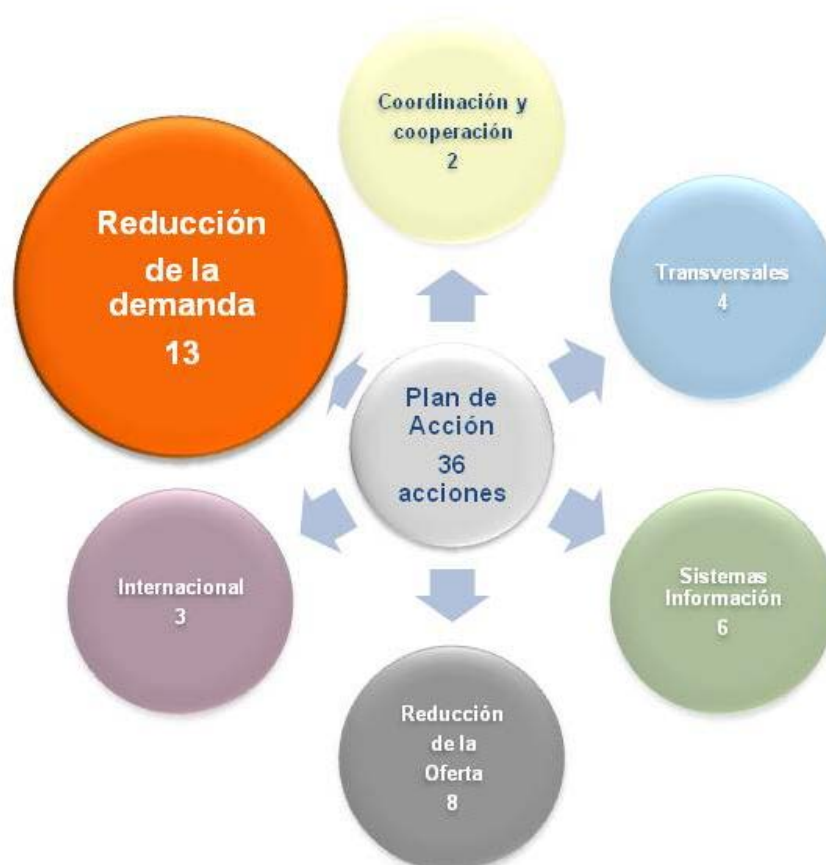 Coordinación y
cooperación
2
Reducción
de la
demanda
13
Transversales
4
Plan de
Acción
36
acciones
Internacional
3
Sistemas
Información
6
Reducción
de la
Oferta
8